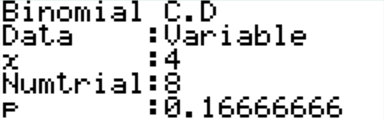 Binomial C.D
Data    :Variable
x       :4
Numtrial:8
p       :0.16666666